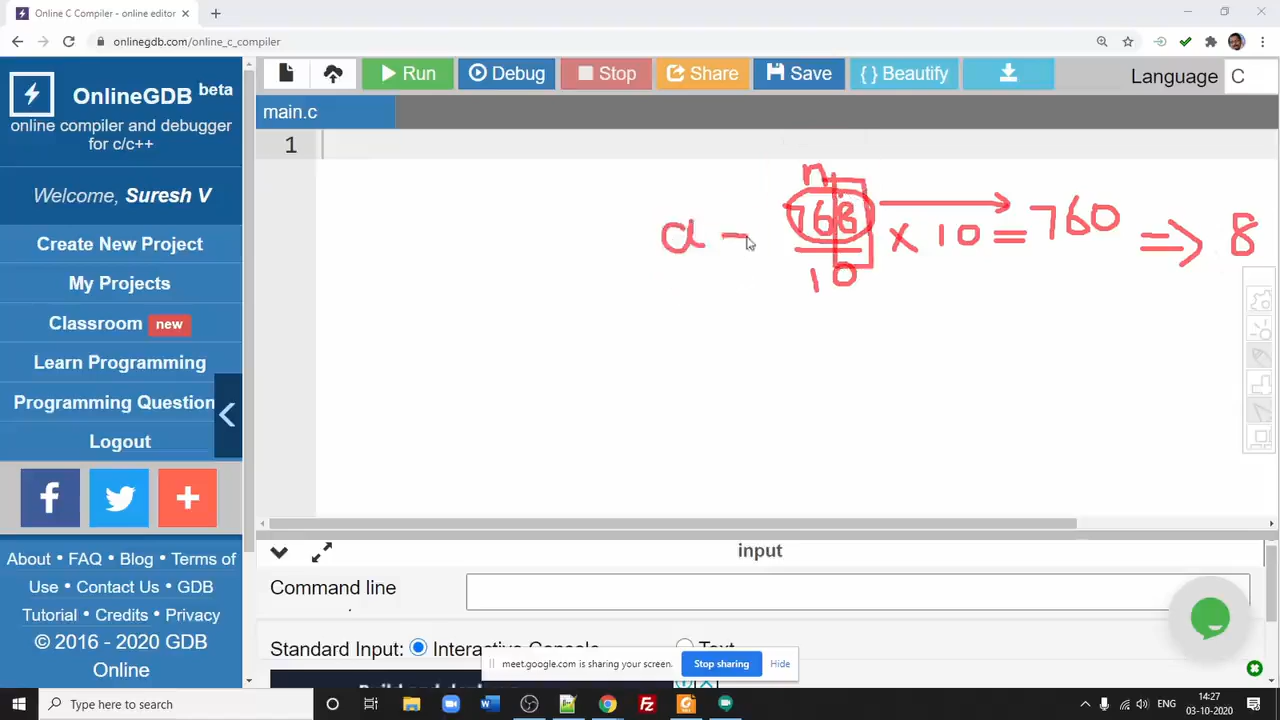 Online C Compiler - online editor
onlinegdb.com/online_c_compiler
OnlineGDB beta
online compiler and debugger
for c/c++
Welcome, Suresh V
Create New Project
My Projects
Classroom new
Learn Programming
Programming Question
Logout
About • FAQ • Blog • Terms of
Use • Contact Us • GDB
Tutorial • Credits • Privacy
© 2016 - 2020 GDB
Online
Run
Debug
Stop
Share
Save
{ } Beautify
Language
C
main.c
1
n
a - 768 × 10 = 760 => 8
10
input
Command line
Standard Input:
Interactive Console
Text
meet.google.com is sharing your screen.
Stop sharing
Hide
Type here to search
ENG
14:27
03-10-2020